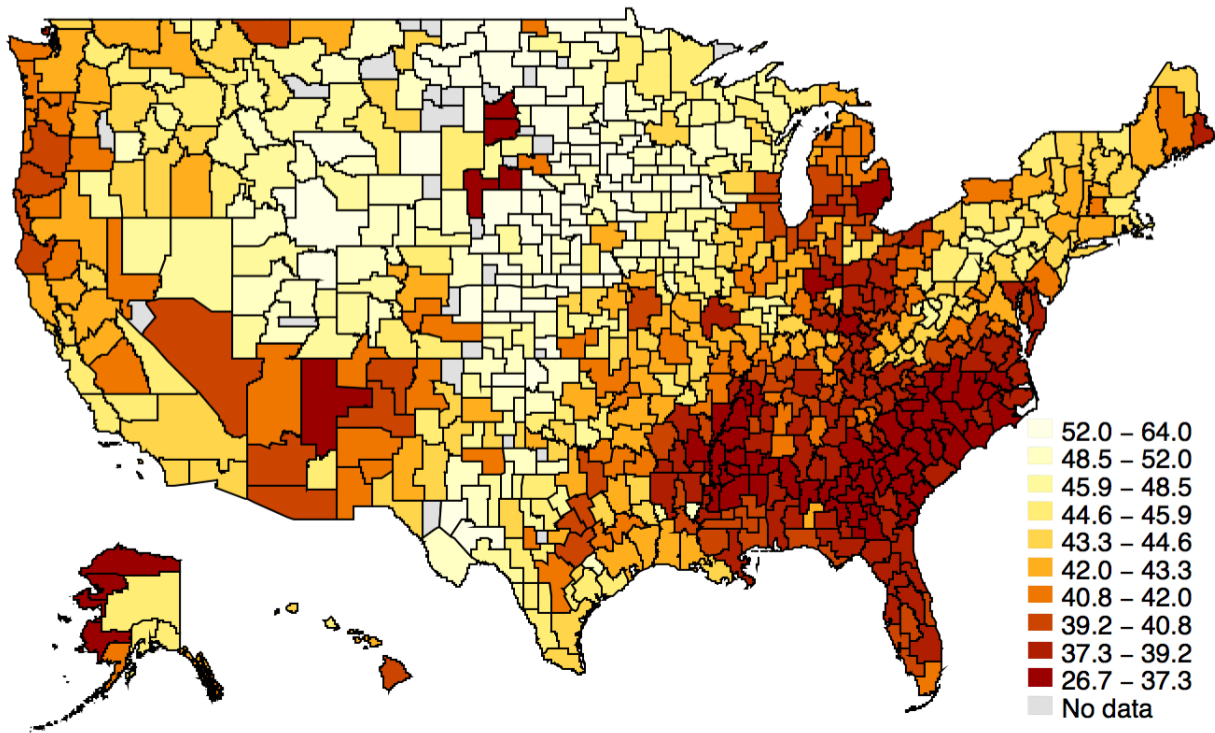 52.0 – 64.0
48.5 – 52.0
45.9 – 48.5
44.6 – 45.9
43.3 – 44.6
42.0 – 43.3
40.8 – 42.0
39.2 – 40.8
37.3 – 39.2
26.7 – 37.3
No data